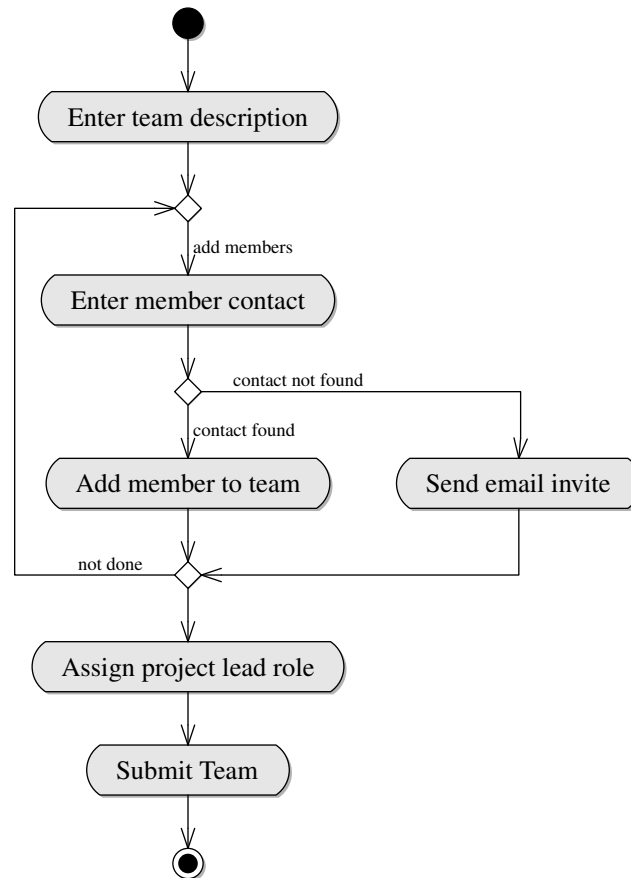 Enter team description
add members
Enter member contact
contact not found
contact found
Add member to team
Send email invite
not done
Assign project lead role
Submit Team